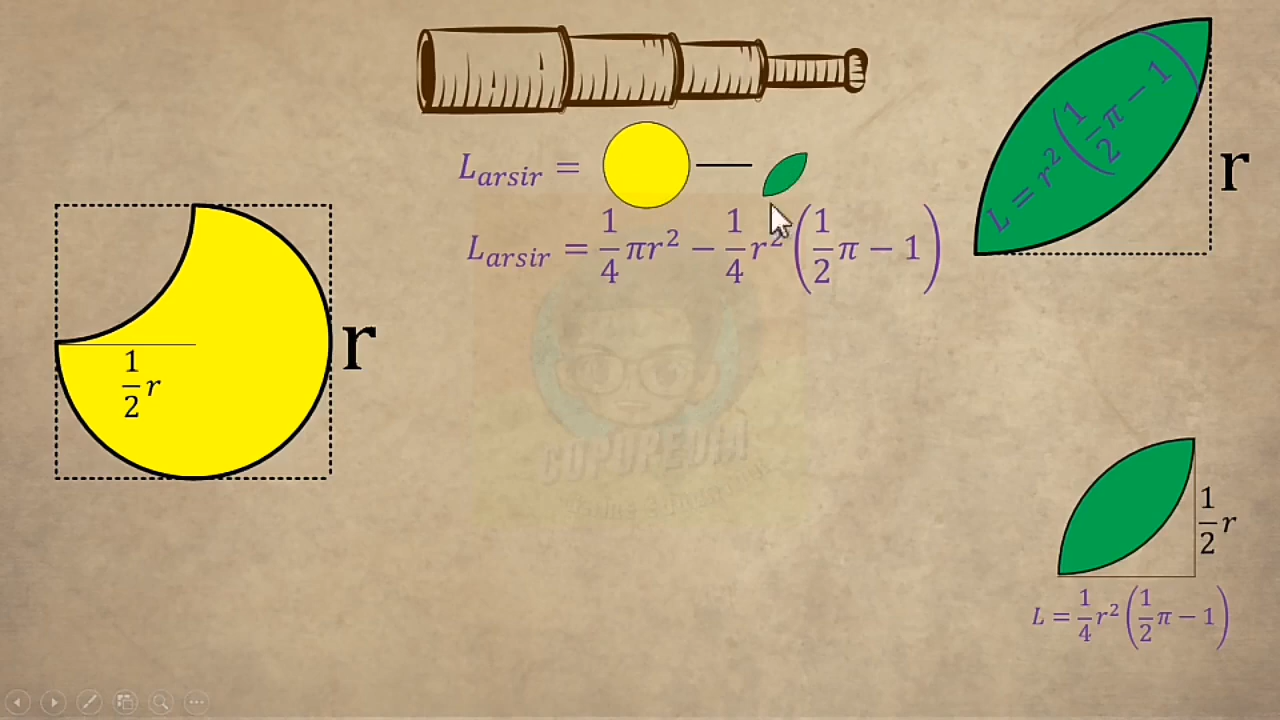 L = r² (1/2 π − 1
r
L_arsir =
L_arsir = 1/4 πr² − 1/4 r² (1/2 π − 1)
r
1/2 r
CUPUPEDIA
1/2 r
L = 1/4 r² (1/2 π − 1)